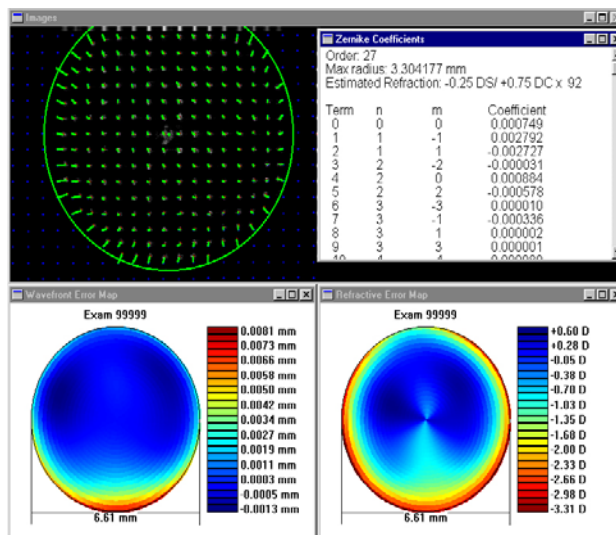 Images
Zernike Coefficients
Order: 27
Max radius: 3.304177 mm
Estimated Refraction: -0.25 DS/ +0.75 DC x 92
Term n m Coefficient
0 0 0 0.000749
1 1 -1 0.002792
2 1 1 -0.002727
3 2 -2 -0.000031
4 2 0 0.000884
5 2 2 -0.000578
6 3 -3 0.000010
7 3 -1 -0.000336
8 3 1 0.000002
9 3 3 0.000001
Wavefront Error Map
Exam 99999
0.0081 mm
0.0073 mm
0.0066 mm
0.0058 mm
0.0050 mm
0.0042 mm
0.0034 mm
0.0027 mm
0.0019 mm
0.0011 mm
0.0003 mm
-0.0005 mm
-0.0013 mm
6.61 mm
Refractive Error Map
Exam 99999
+0.60 D
+0.28 D
-0.05 D
-0.38 D
-0.70 D
-1.03 D
-1.35 D
-1.68 D
-2.00 D
-2.33 D
-2.66 D
-2.98 D
-3.31 D
6.61 mm